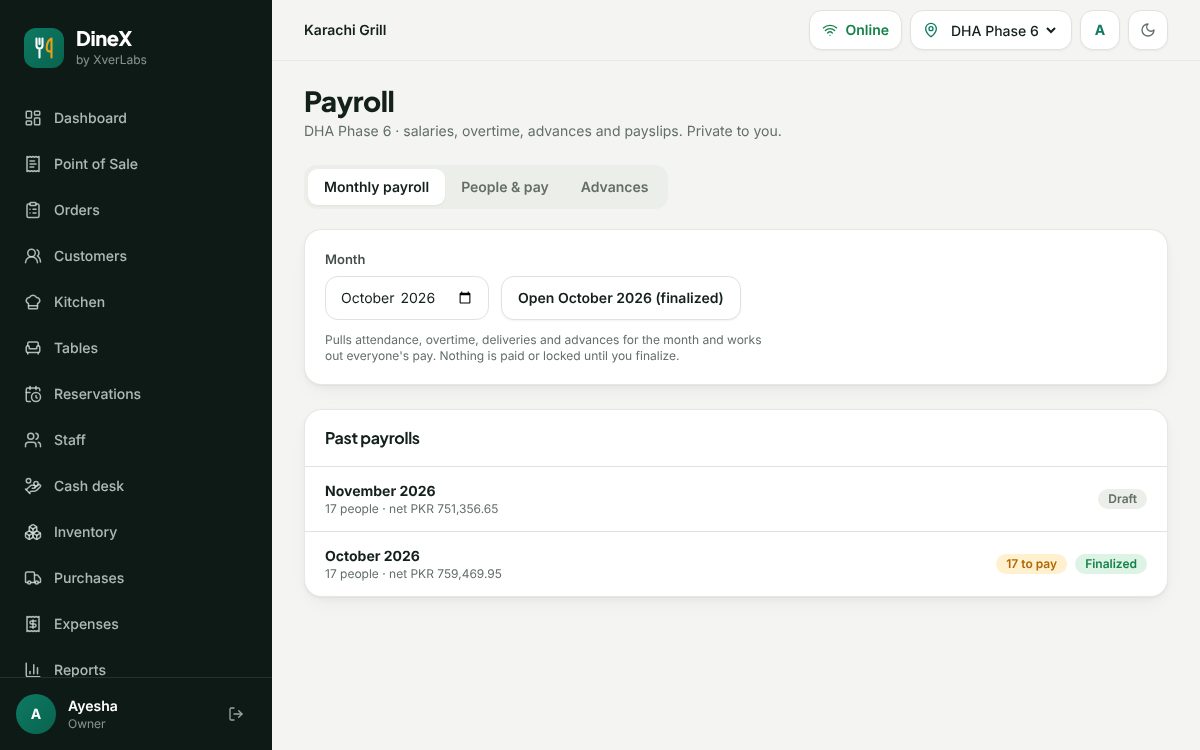 DineX
by XverLabs
Dashboard
Point of Sale
Orders
Customers
Kitchen
Tables
Reservations
Staff
Cash desk
Inventory
Purchases
Expenses
Reports
A
Ayesha
Owner
Karachi Grill
Online
DHA Phase 6
A
Payroll
DHA Phase 6 · salaries, overtime, advances and payslips. Private to you.
Monthly payroll
People & pay
Advances
Month
October 2026
Open October 2026 (finalized)
Pulls attendance, overtime, deliveries and advances for the month and works
out everyone's pay. Nothing is paid or locked until you finalize.
Past payrolls
November 2026
17 people · net PKR 751,356.65
Draft
October 2026
17 people · net PKR 759,469.95
17 to pay
Finalized